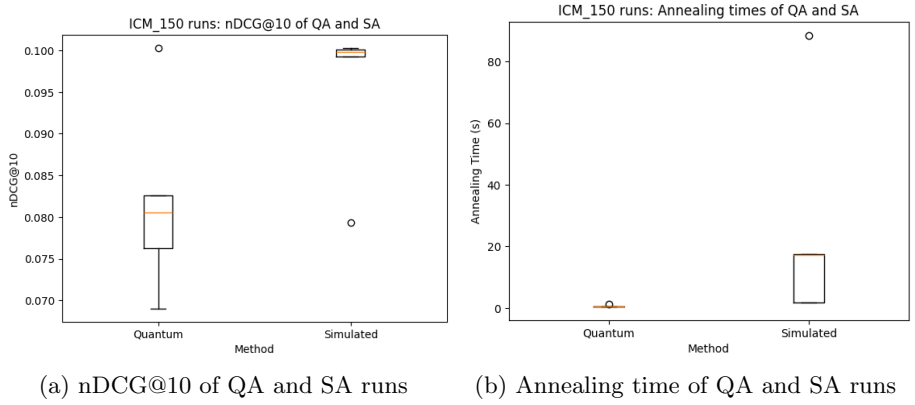 ICM_150 runs: nDCG@10 of QA and SA
0.100
0.095
0.090
0.085
0.080
0.075
0.070
nDCG@10
Quantum
Simulated
Method
(a) nDCG@10 of QA and SA runs
ICM_150 runs: Annealing times of QA and SA
80
60
40
20
0
Annealing Time (s)
Quantum
Simulated
Method
(b) Annealing time of QA and SA runs